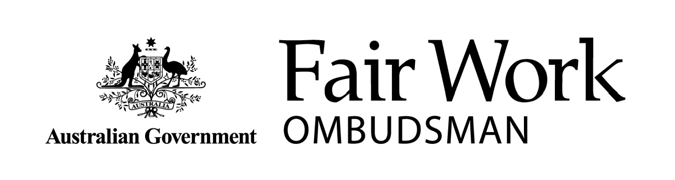 AUSTRALIA
Australian Government
Fair Work
OMBUDSMAN